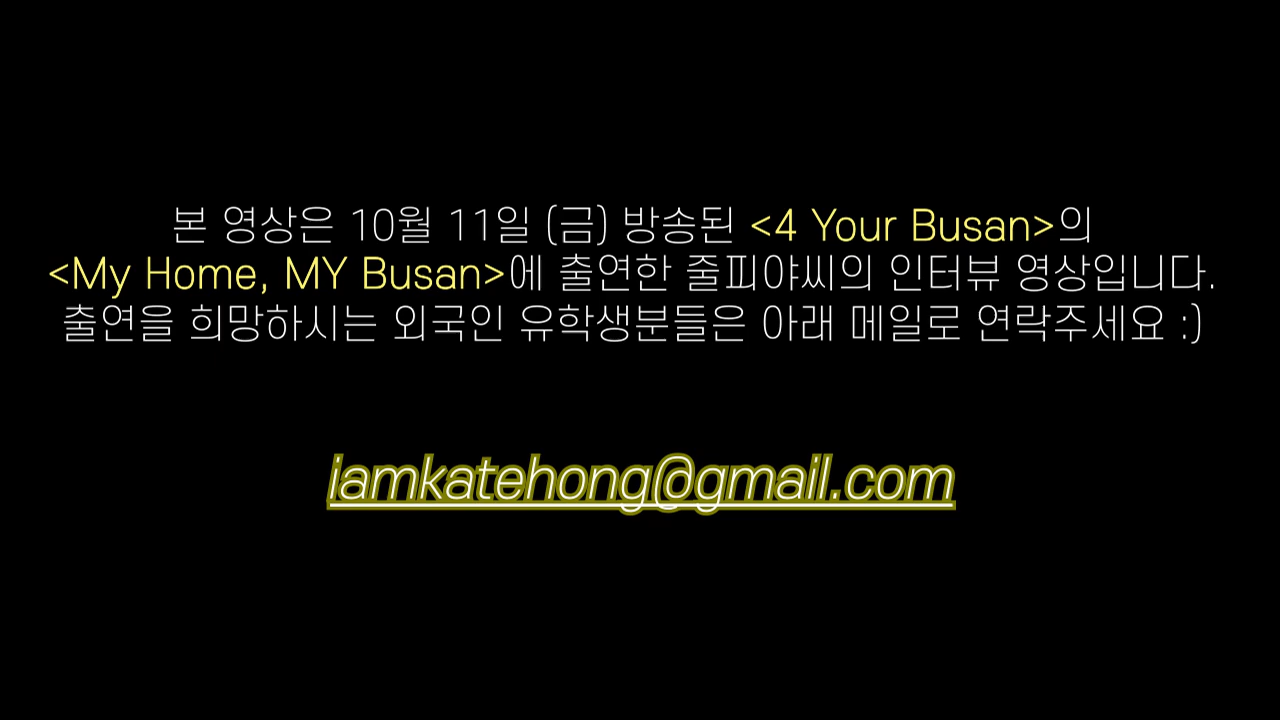 본 영상은 10월 11일 (금) 방송된 <4 Your Busan>의
<My Home, MY Busan>에 출연한 줄피야씨의 인터뷰 영상입니다.
출연을 희망하시는 외국인 유학생분들은 아래 메일로 연락주세요 :)
iamkatehong@gmail.com